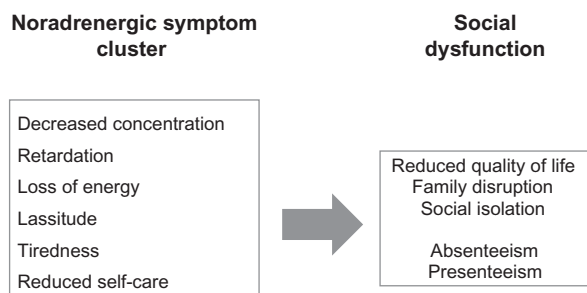 Noradrenergic symptom
cluster
Social
dysfunction
Decreased concentration
Retardation
Loss of energy
Lassitude
Tiredness
Reduced self-care
Reduced quality of life
Family disruption
Social isolation
Absenteeism
Presenteeism